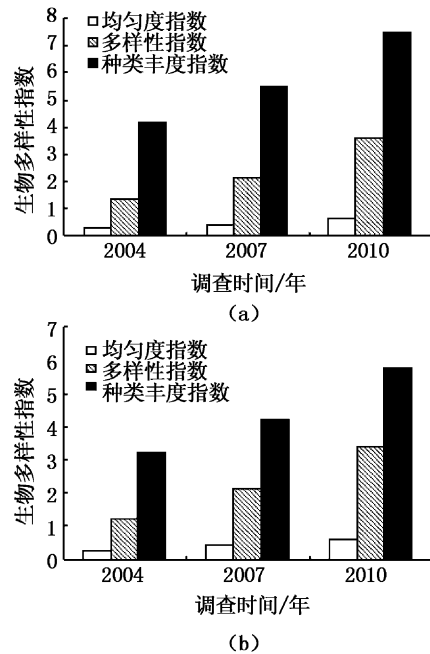 8
7
6
5
4
3
2
1
0
生物多样性指数
均匀度指数
多样性指数
种类丰度指数
2004 2007 2010
调查时间/年
(a)
7
6
5
4
3
2
1
0
生物多样性指数
均匀度指数
多样性指数
种类丰度指数
2004 2007 2010
调查时间/年
(b)